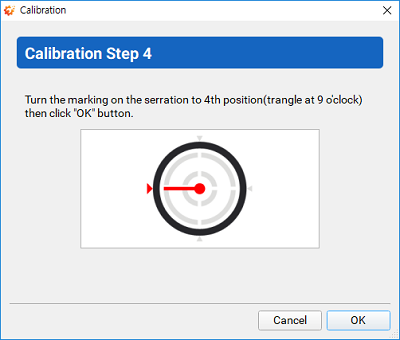 Calibration
Calibration Step 4
Turn the marking on the serration to 4th position(trangle at 9 o'clock)
then click "OK" button.
Cancel
OK